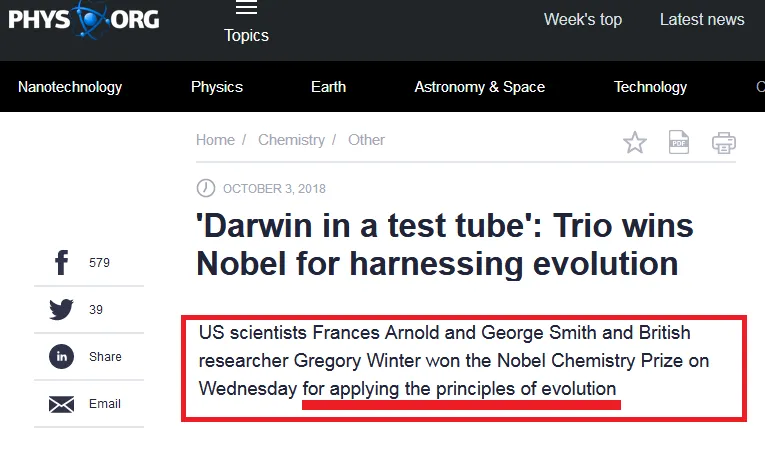 PHYS ORG
Topics
Week's top
Latest news
Nanotechnology
Physics
Earth
Astronomy & Space
Technology
Home / Chemistry / Other
PDF
OCTOBER 3, 2018
'Darwin in a test tube': Trio wins
Nobel for harnessing evolution
f 579
39
in Share
Email
US scientists Frances Arnold and George Smith and British
researcher Gregory Winter won the Nobel Chemistry Prize on
Wednesday for applying the principles of evolution